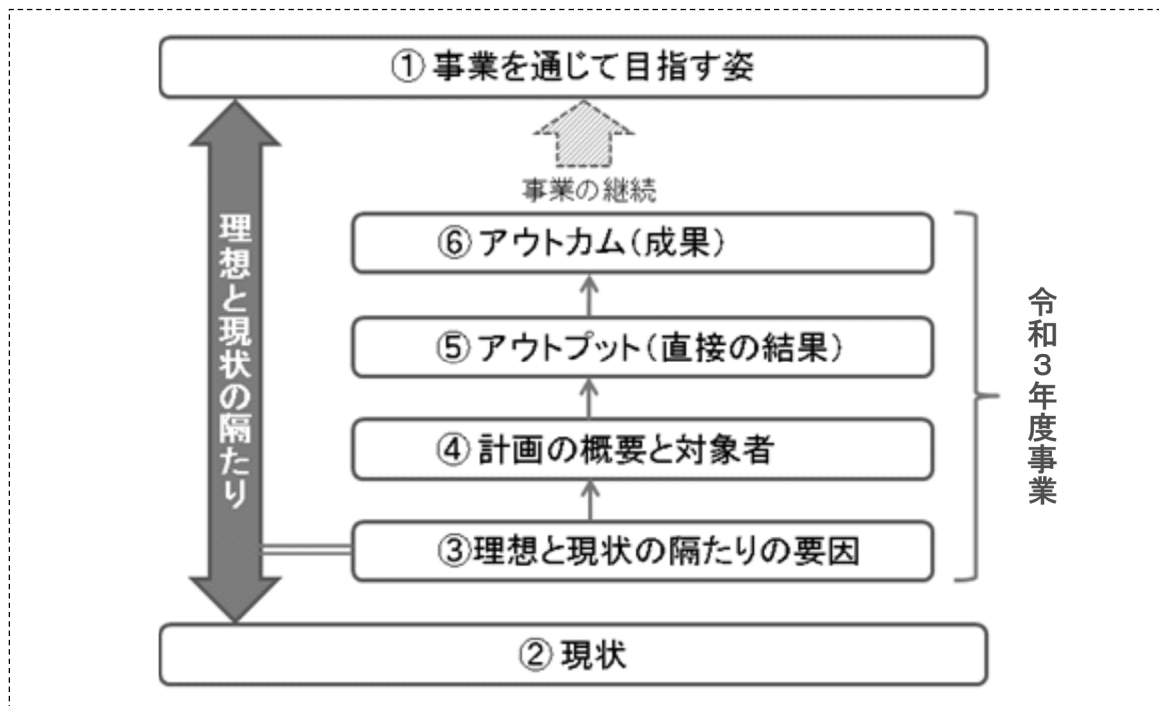 ① 事業を通じて目指す姿
事業の継続
理想と現状の隔たり
⑥ アウトカム(成果)
⑤ アウトプット(直接の結果)
④ 計画の概要と対象者
③理想と現状の隔たりの要因
令和3年度事業
② 現状